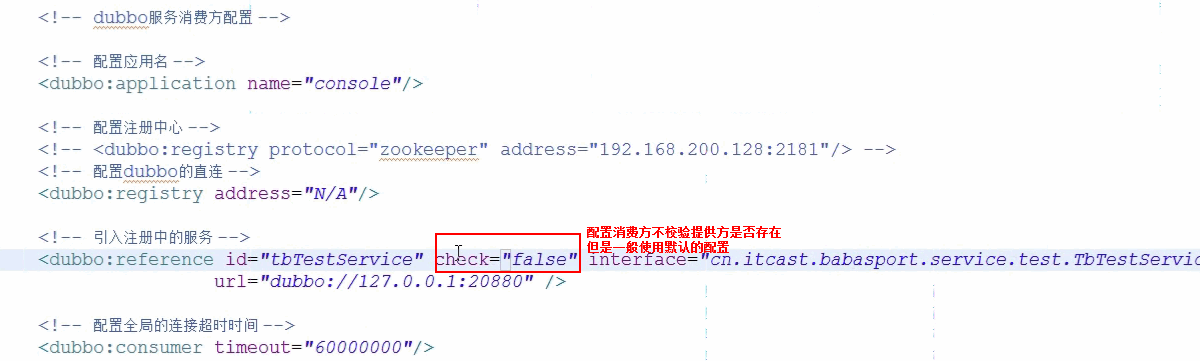 <!-- dubbo服务消费方配置 -->
<!-- 配置应用名 -->
<dubbo:application name="console"/>
<!-- 配置注册中心 -->
<!-- <dubbo:registry protocol="zookeeper" address="192.168.200.128:2181"/> -->
<!-- 配置dubbo的直连 -->
<dubbo:registry address="N/A"/>
配置消费方不校验提供方是否存在
但是一般使用默认的配置
<!-- 引入注册中的服务 -->
<dubbo:reference id="tbTestService" check="false" interface="cn.itcast.babasport.service.test.TbTestServic
url="dubbo://127.0.0.1:20880" />
<!-- 配置全局的连接超时时间 -->
<dubbo:consumer timeout="60000000"/>